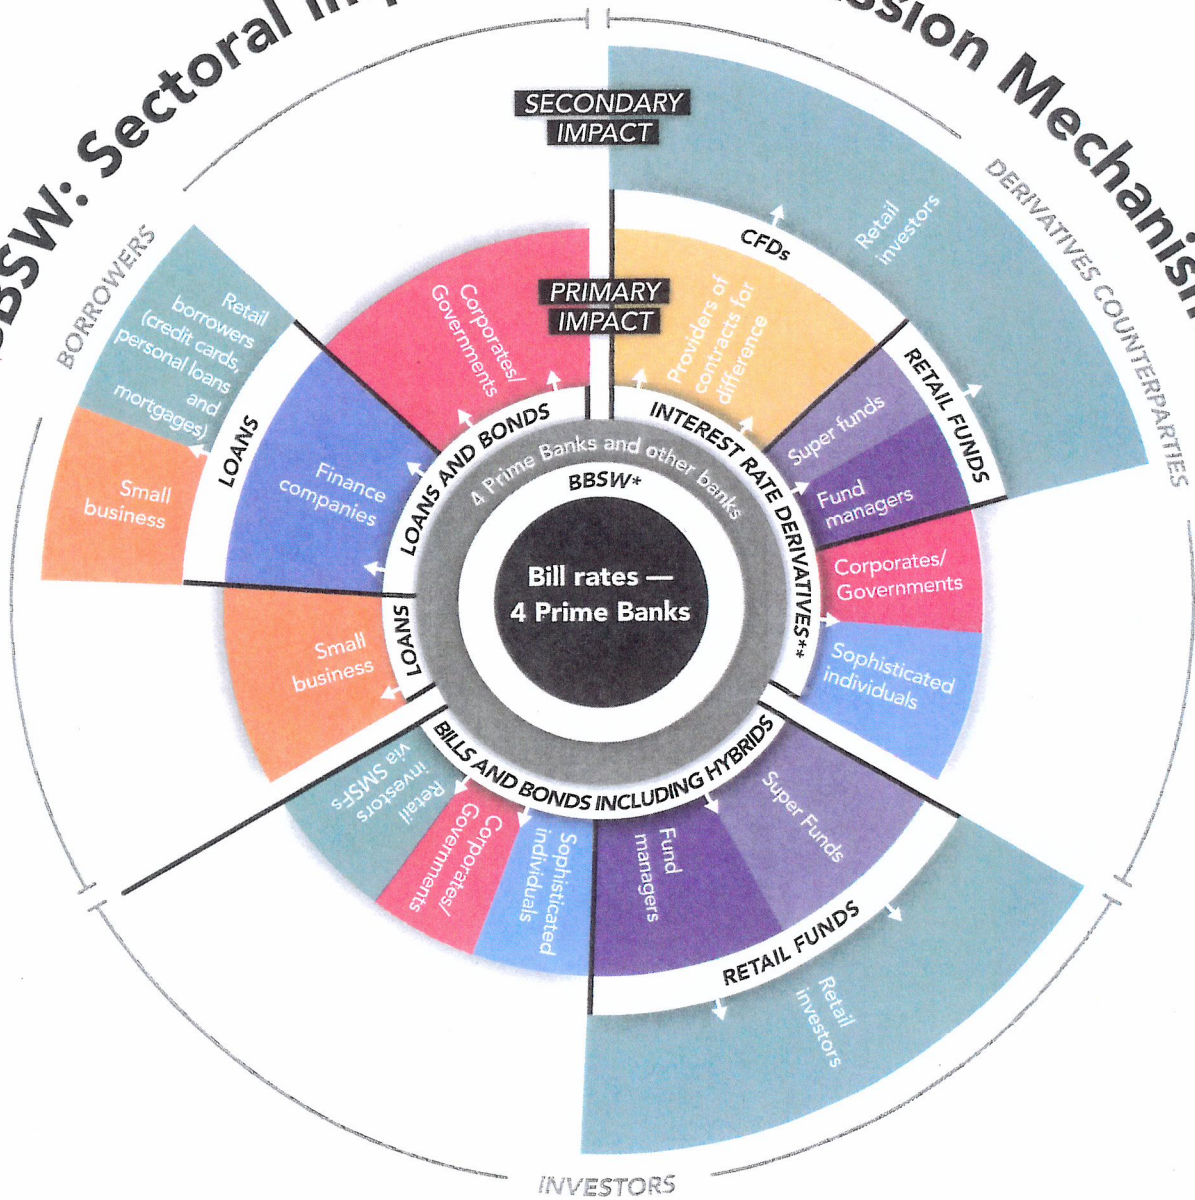 BBSW: Sectoral
Mechanism
SECONDARY
IMPACT
PRIMARY
IMPACT
BORROWERS
DERIVATIVES COUNTERPARTIES
INVESTORS
Bill rates —
4 Prime Banks
BBSW*
4 Prime Banks and other banks
LOANS AND BONDS
Corporates/
Governments
Finance
companies
LOANS
Retail
borrowers
(credit cards,
personal loans
and
mortgages)
Small
business
LOANS
Small
business
INTEREST RATE DERIVATIVES**
Providers of
contracts for
difference
CFDs
Retail
investors
Super funds
Fund
managers
RETAIL FUNDS
Corporates/
Governments
Sophisticated
individuals
BILLS AND BONDS INCLUDING HYBRIDS
Super Funds
Fund
managers
RETAIL FUNDS
Retail
investors
Sophisticated
individuals
Corporates/
Governments
Retail
investors
via SMSFs